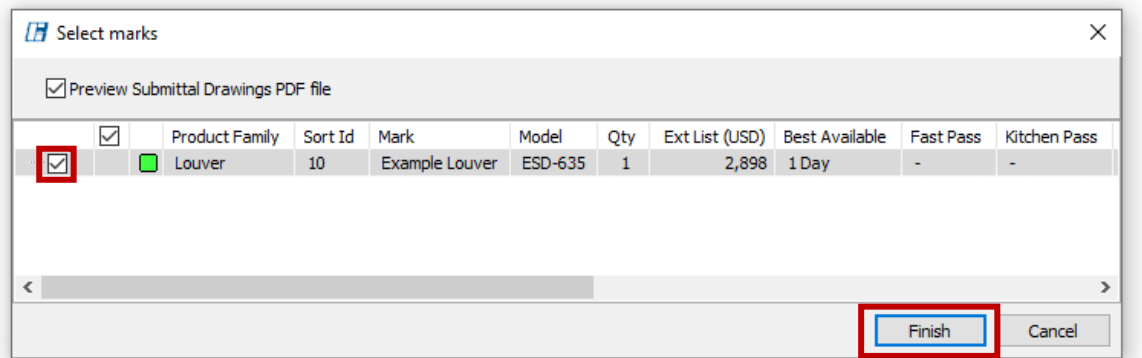 Select marks
Preview Submittal Drawings PDF file
Product Family Sort Id Mark Model Qty Ext List (USD) Best Available Fast Pass Kitchen Pass
Louver 10 Example Louver ESD-635 1 2,898 1 Day - -
Finish Cancel